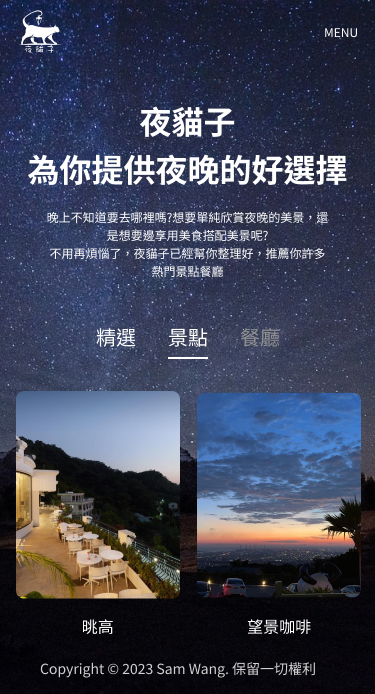 夜貓子
MENU
夜貓子
為你提供夜晚的好選擇
晚上不知道要去哪裡嗎?想要單純欣賞夜晚的美景，還
是想要邊享用美食搭配美景呢?
不用再煩惱了，夜貓子已經幫你整理好，推薦你許多
熱門景點餐廳
精選 景點 餐廳
眺高 望景咖啡
Copyright © 2023 Sam Wang. 保留一切權利